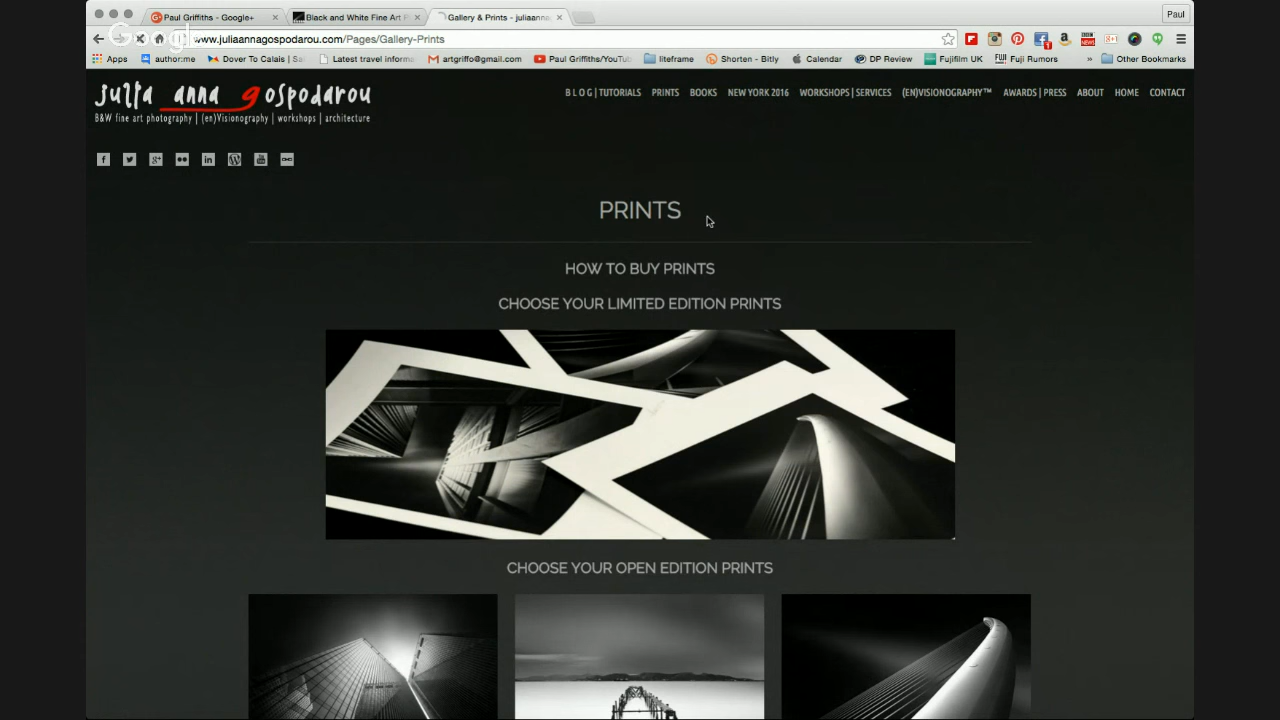 Paul Griffiths - Google+
Black and White Fine Art P
Gallery & Prints - juliaanna
Paul
Google
www.juliaannagospodarou.com/Pages/Gallery-Prints
Apps
author:me
Dover To Calais | Sai
Latest travel informa
artgriffo@gmail.com
Paul Griffiths/YouTub
liteframe
Shorten - Bitly
Calendar
DP Review
Fujifilm UK
Fuji Rumors
»
Other Bookmarks
julia anna gospodarou
B&W fine art photography | (en)Visionography | workshops | architecture
B L O G | TUTORIALS PRINTS BOOKS NEW YORK 2016 WORKSHOPS | SERVICES (EN)VISIONOGRAPHY™ AWARDS | PRESS ABOUT HOME CONTACT
PRINTS
HOW TO BUY PRINTS
CHOOSE YOUR LIMITED EDITION PRINTS
CHOOSE YOUR OPEN EDITION PRINTS